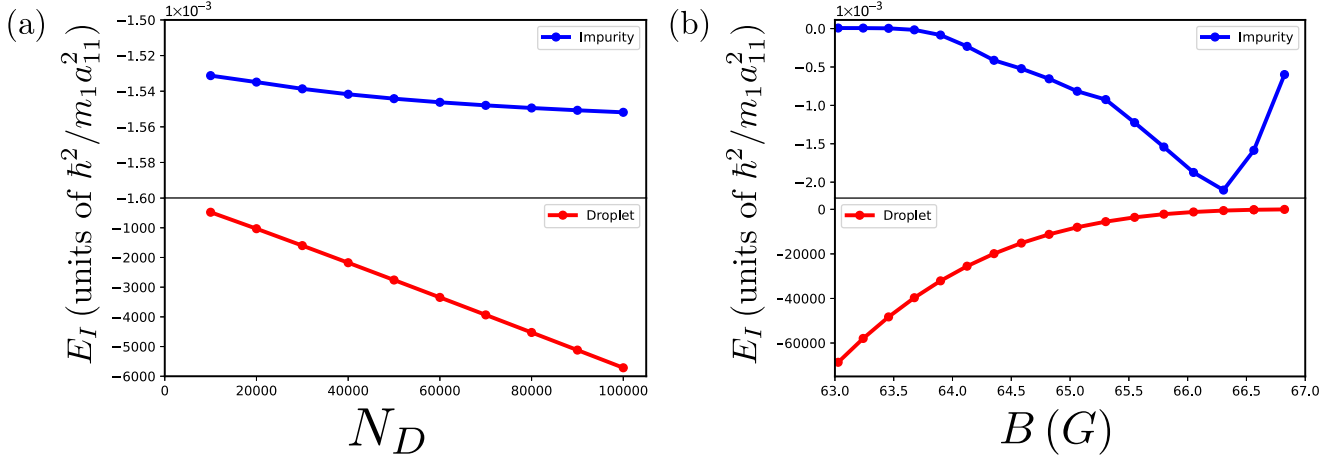 (a)
1×10⁻³
−1.50
−1.52
−1.54
−1.56
−1.58
−1.60
Impurity
−1000
−2000
−3000
−4000
−5000
−6000
Droplet
0 20000 40000 60000 80000 100000
E_I (units of ħ²/m₁a₁₁²)
N_D
(b)
1×10⁻³
0.0
−0.5
−1.0
−1.5
−2.0
Impurity
0
−20000
−40000
−60000
Droplet
63.0 63.5 64.0 64.5 65.0 65.5 66.0 66.5 67.0
E_I (units of ħ²/m₁a₁₁²)
B (G)